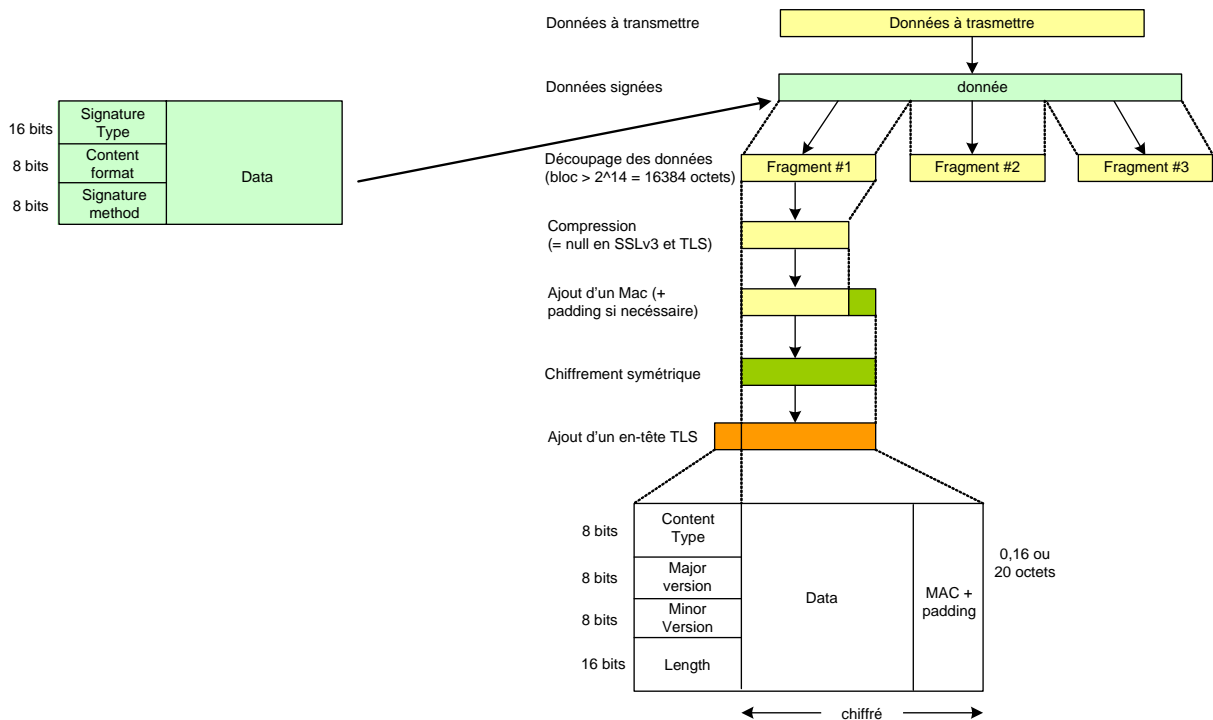 Données à transmettre
Données à trasmettre
Données signées
donnée
16 bits
Signature
Type
8 bits
Content
format
8 bits
Signature
method
Data
Découpage des données
(bloc > 2^14 = 16384 octets)
Fragment #1
Fragment #2
Fragment #3
Compression
(= null en SSLv3 et TLS)
Ajout d'un Mac (+
padding si necéssaire)
Chiffrement symétrique
Ajout d'un en-tête TLS
8 bits
Content
Type
8 bits
Major
version
8 bits
Minor
Version
16 bits
Length
Data
MAC +
padding
0,16 ou
20 octets
chiffré